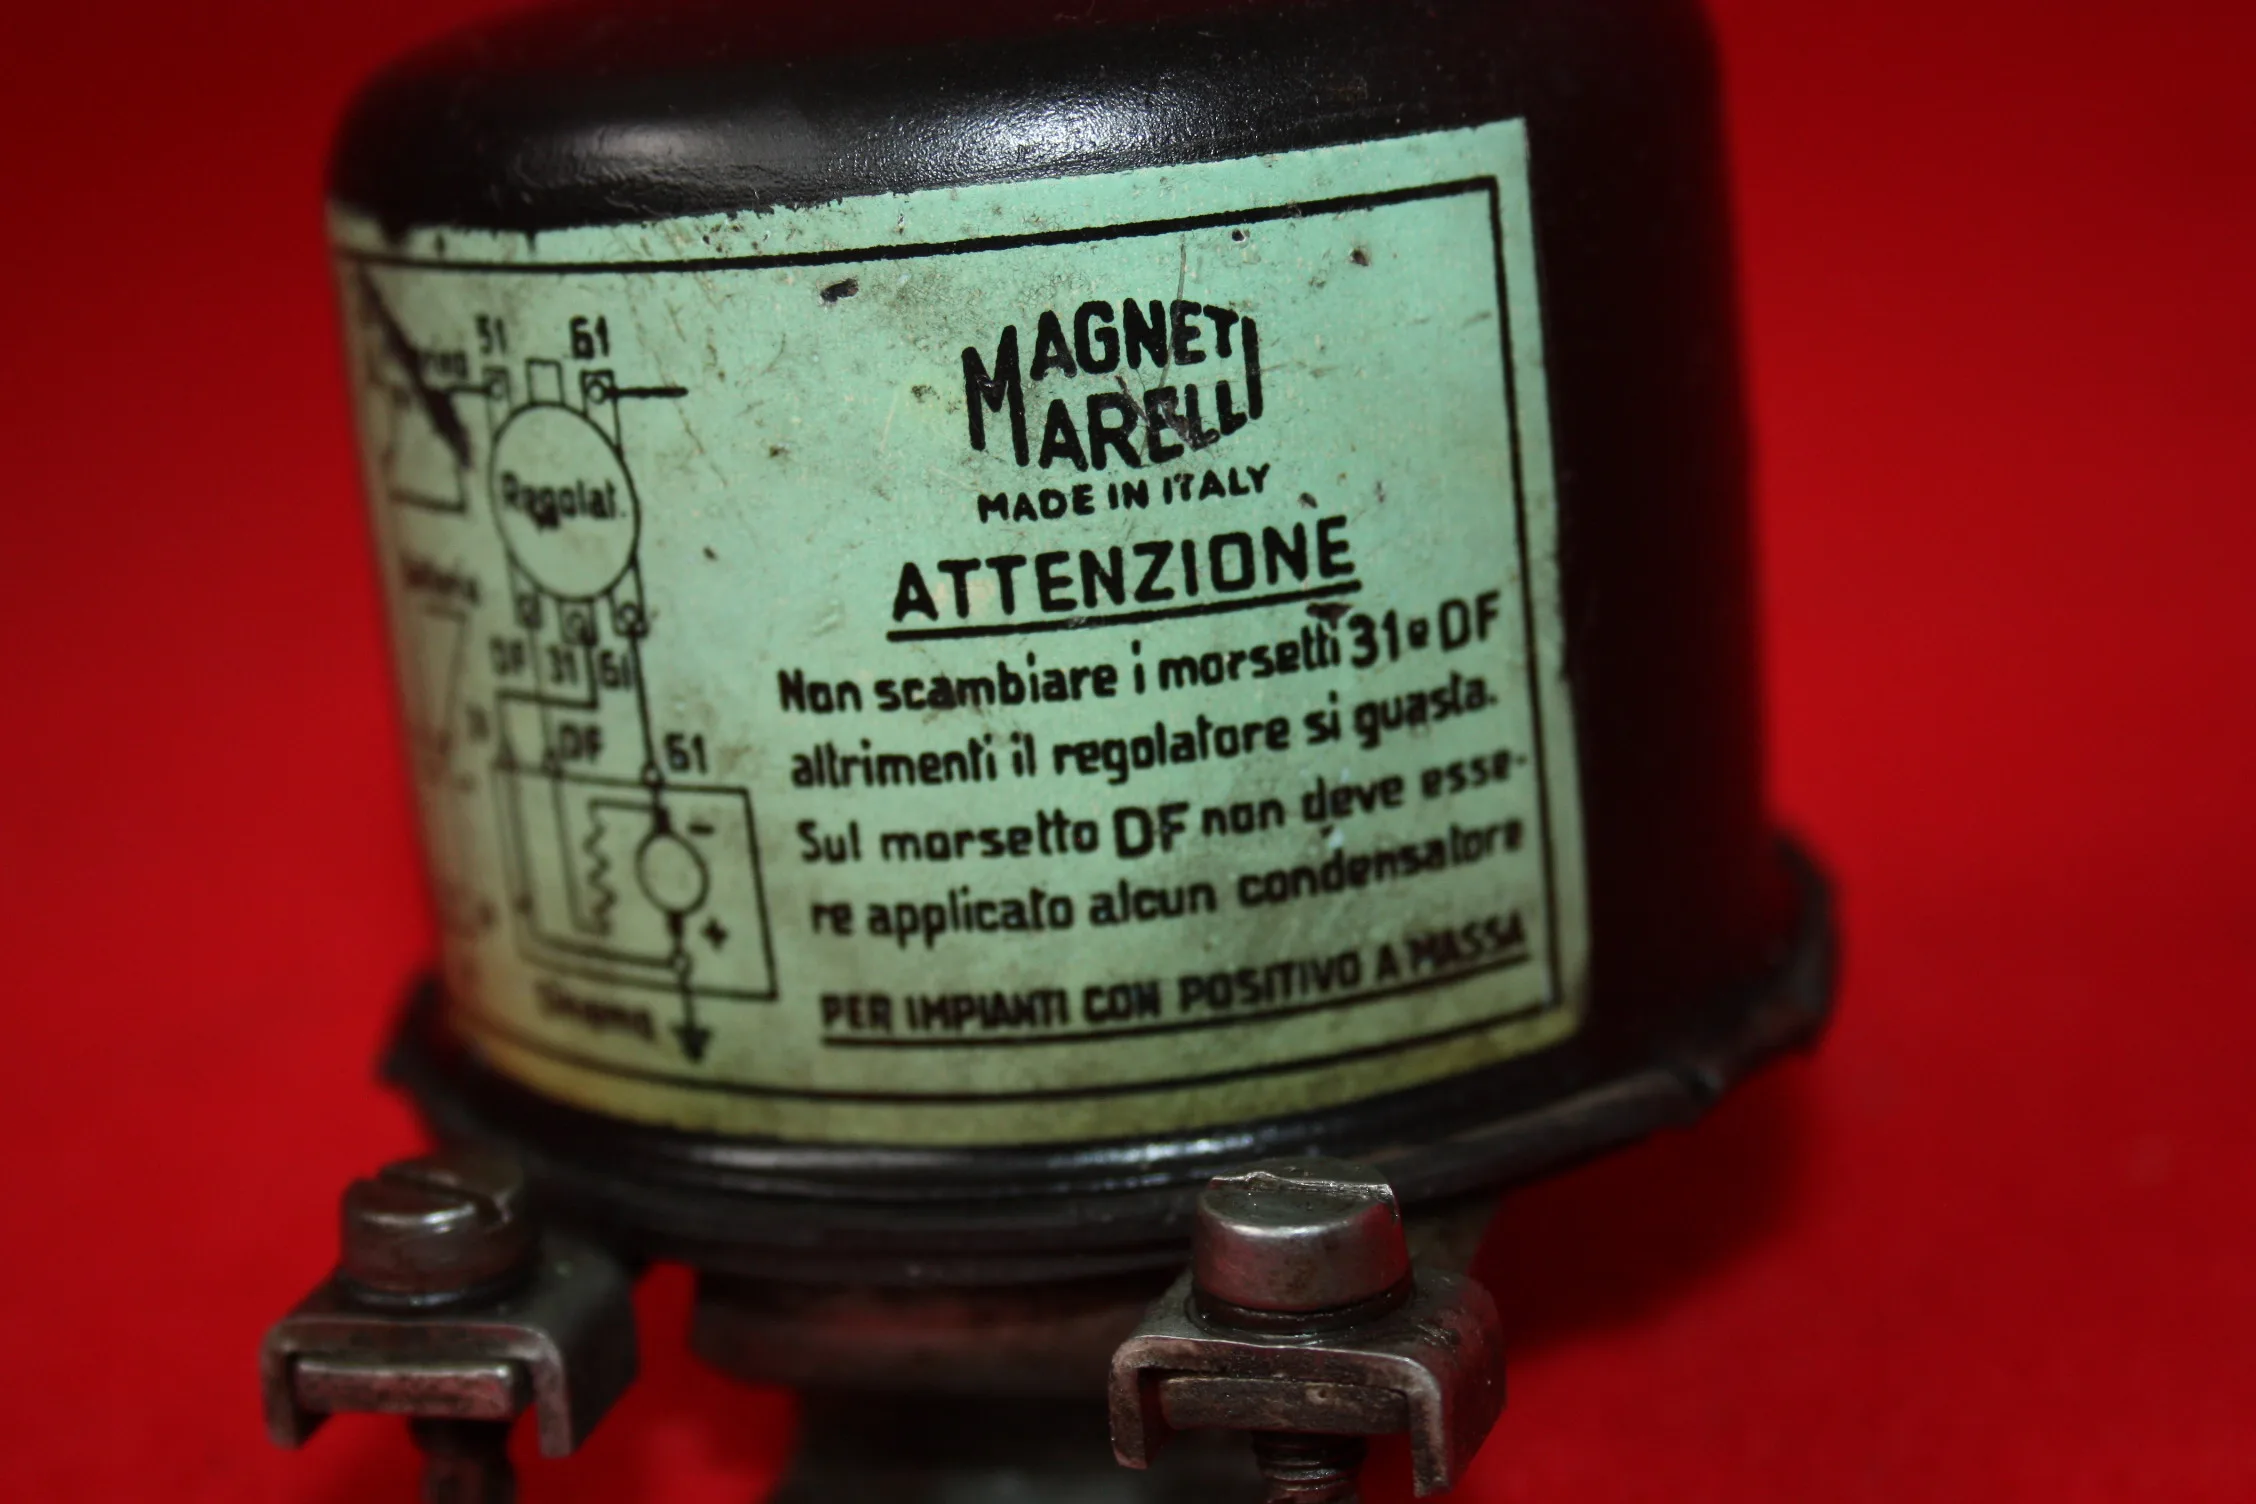 51 61
Regolat.
DF 31 61
DF 61
-
+
MAGNETI
MARELLI
MADE IN ITALY
ATTENZIONE
Non scambiare i morsetti 31 e DF
altrimenti il regolatore si guasta.
Sul morsetto DF non deve esse-
re applicato alcun condensatore
PER IMPIANTI CON POSITIVO A MASSA